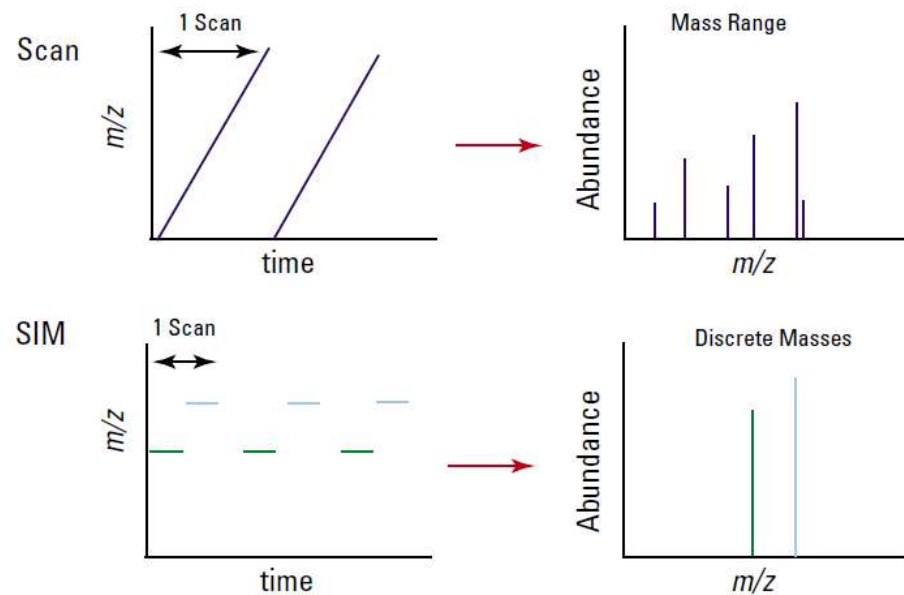 Scan
1 Scan
m/z
time
Mass Range
Abundance
m/z
SIM
1 Scan
m/z
time
Discrete Masses
Abundance
m/z